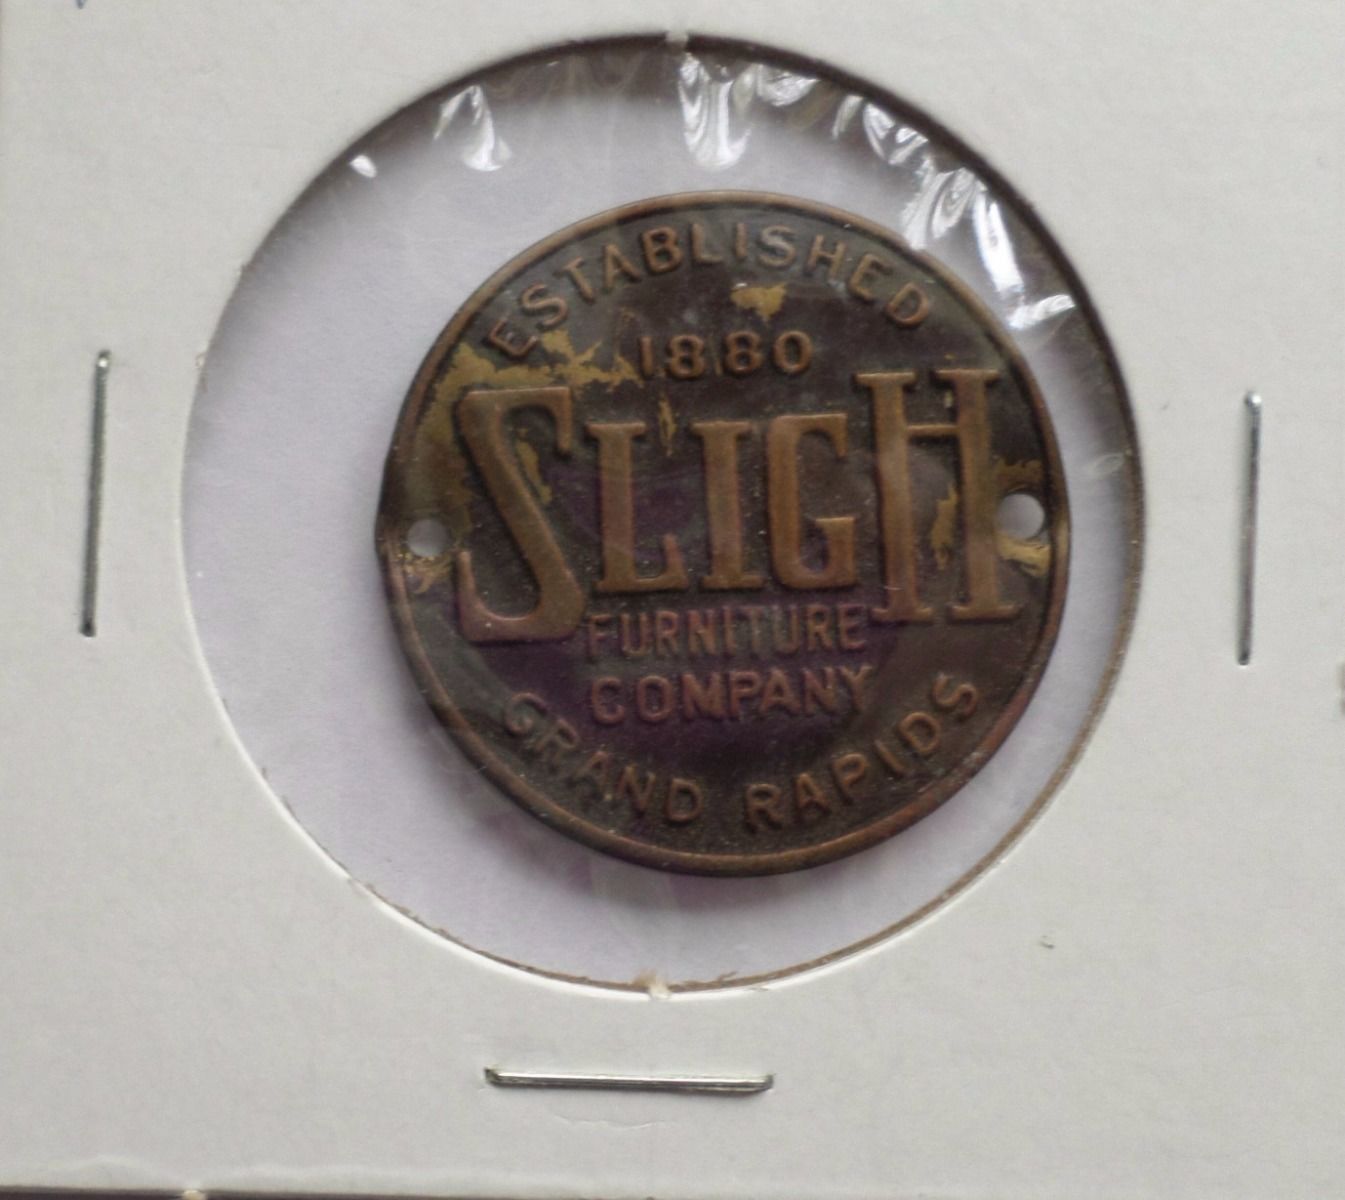 ESTABLISHED
1880
SLIGH
FURNITURE
COMPANY
GRAND RAPIDS